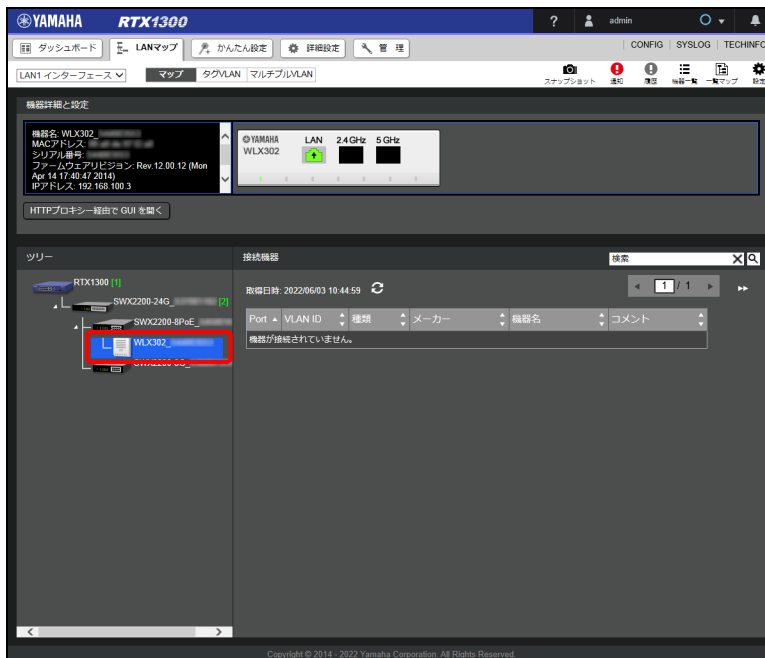 YAMAHA RTX1300 ? admin
ダッシュボード LANマップ かんたん設定 詳細設定 管 理 CONFIG SYSLOG TECHINFO
LAN1 インターフェース マップ タグVLAN マルチプルVLAN スナップショット 通知 履歴 機器一覧 一覧マップ 設定
機器詳細と設定
機器名: WLX302_
MACアドレス:
シリアル番号:
ファームウェアリビジョン: Rev.12.00.12 (Mon
Apr 14 17:40:47 2014)
IPアドレス: 192.168.100.3
YAMAHA LAN 2.4 GHz 5 GHz
WLX302
HTTPプロキシー経由で GUI を開く
ツリー 接続機器 検索
RTX1300 [1]
SWX2200-24G_ [2]
SWX2200-8PoE_
WLX302_
取得日時: 2022/06/03 10:44:59 1 / 1
Port VLAN ID 種類 メーカー 機器名 コメント
機器が接続されていません。
Copyright © 2014 - 2022 Yamaha Corporation. All Rights Reserved.